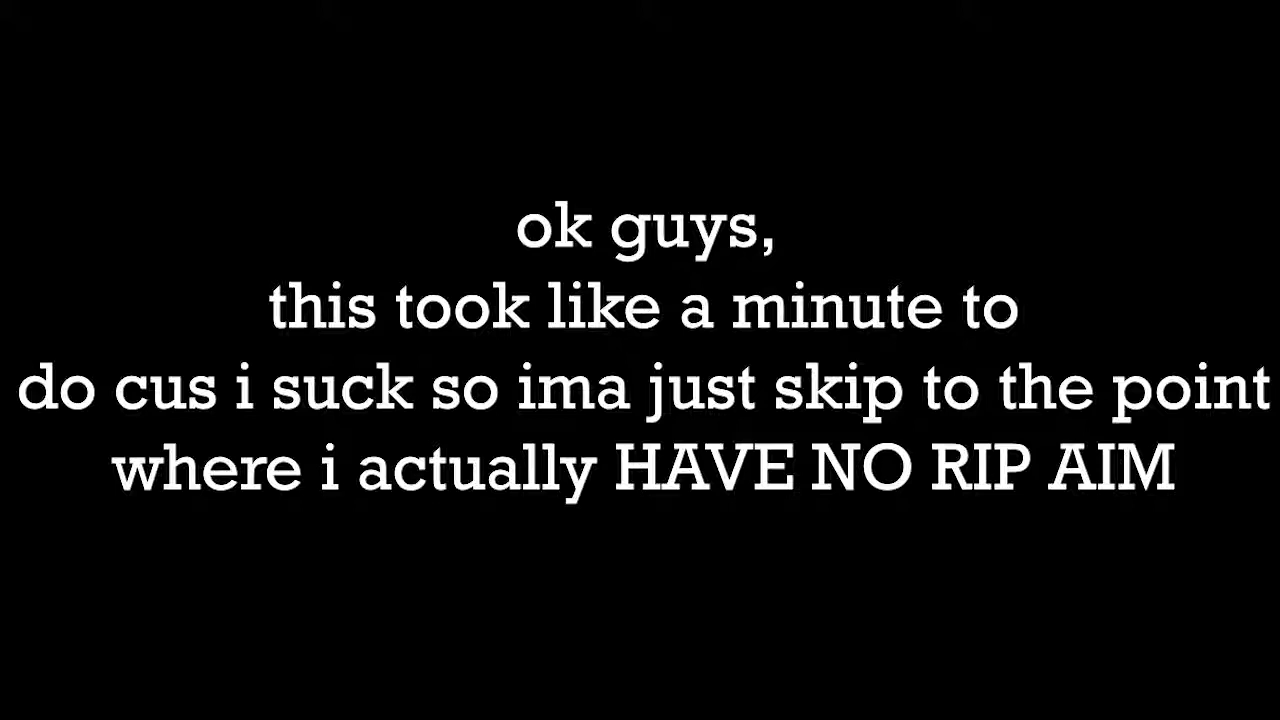 ok guys,
this took like a minute to
do cus i suck so ima just skip to the point
where i actually HAVE NO RIP AIM